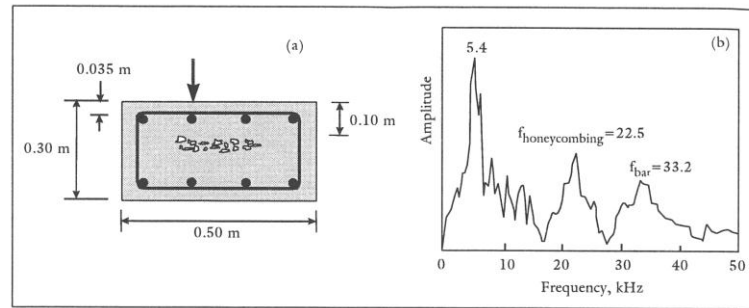 (a)
0.035 m
0.10 m
0.30 m
0.50 m
(b)
5.4
f_honeycombing=22.5
f_bar=33.2
Amplitude
0 10 20 30 40 50
Frequency, kHz